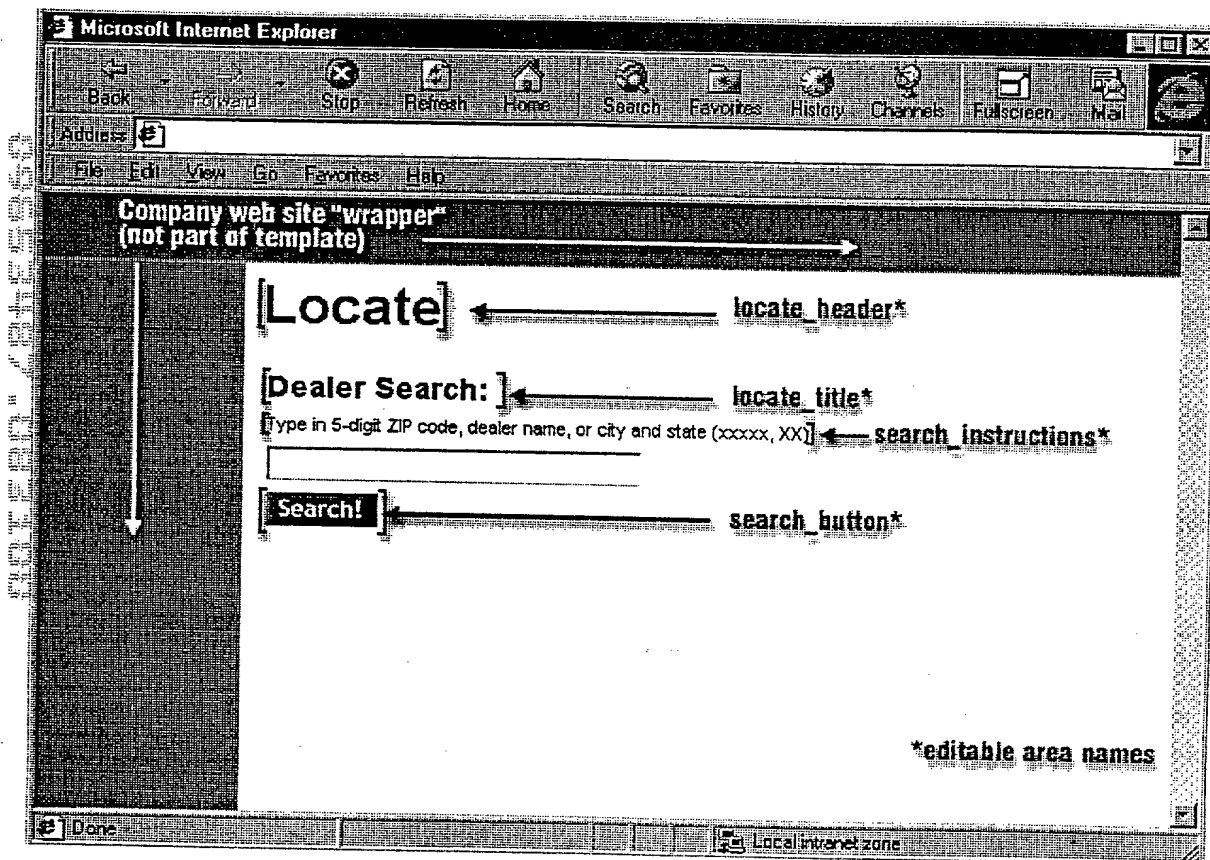 Microsoft Internet Explorer
Back Forward Stop Refresh Home Search Favorites History Channels Fullscreen Mail
Address
File Edit View Go Favorites Help
Company web site "wrapper"
(not part of template)
[Locate] locate_header*
[Dealer Search: ] locate_title*
[Type in 5-digit ZIP code, dealer name, or city and state (xxxxx, XX)] search_instructions*
[Search! ] search_button*
*editable area names
Done Local intranet zone